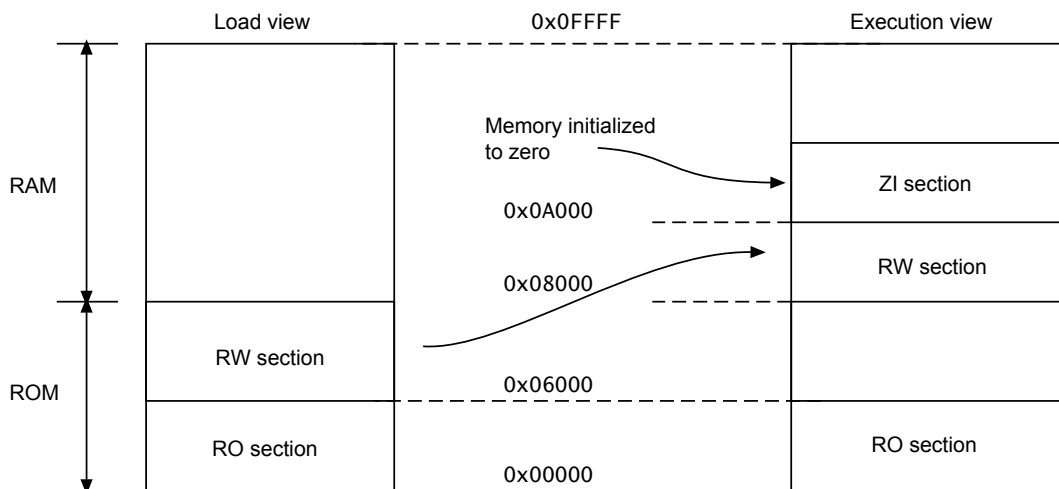 Load view
0x0FFFF
Execution view
Memory initialized
to zero
RAM
ZI section
0x0A000
RW section
0x08000
RW section
0x06000
ROM
RO section
RO section
0x00000